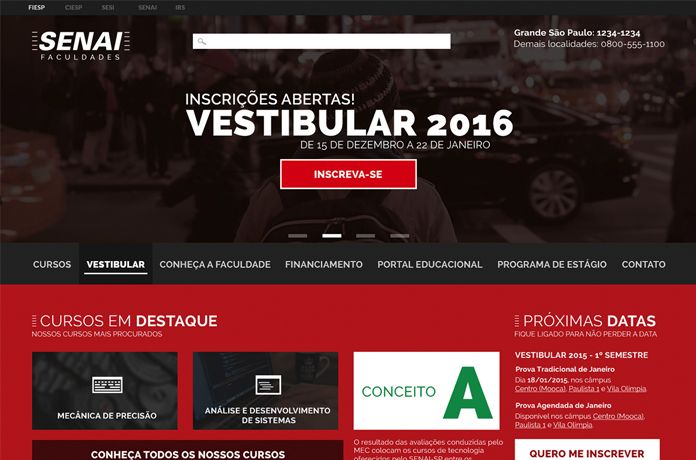 FIESP CIESP SESI SENAI IRS
SENAI
FACULDADES
Grande São Paulo: 1234-1234
Demais localidades: 0800-555-1100
INSCRIÇÕES ABERTAS!
VESTIBULAR 2016
DE 15 DE DEZEMBRO A 22 DE JANEIRO
INSCREVA-SE
CURSOS VESTIBULAR CONHEÇA A FACULDADE FINANCIAMENTO PORTAL EDUCACIONAL PROGRAMA DE ESTÁGIO CONTATO
CURSOS EM DESTAQUE
NOSSOS CURSOS MAIS PROCURADOS
MECÂNICA DE PRECISÃO
ANÁLISE E DESENVOLVIMENTO
DE SISTEMAS
CONCEITO A
CONHEÇA TODOS OS NOSSOS CURSOS
O resultado das avaliações conduzidas pelo
MEC colocam os cursos de tecnologia
oferecidos pelo SENAI-SP entre os
PRÓXIMAS DATAS
FIQUE LIGADO PARA NÃO PERDER A DATA
VESTIBULAR 2015 - 1º SEMESTRE
Prova Tradicional de Janeiro
Dia 18/01/2015, nos câmpus
Centro (Mooca), Paulista 1 e Vila Olimpia.
Prova Agendada de Janeiro
Disponível nos câmpus Centro (Mooca),
Paulista 1 e Vila Olimpia.
QUERO ME INSCREVER